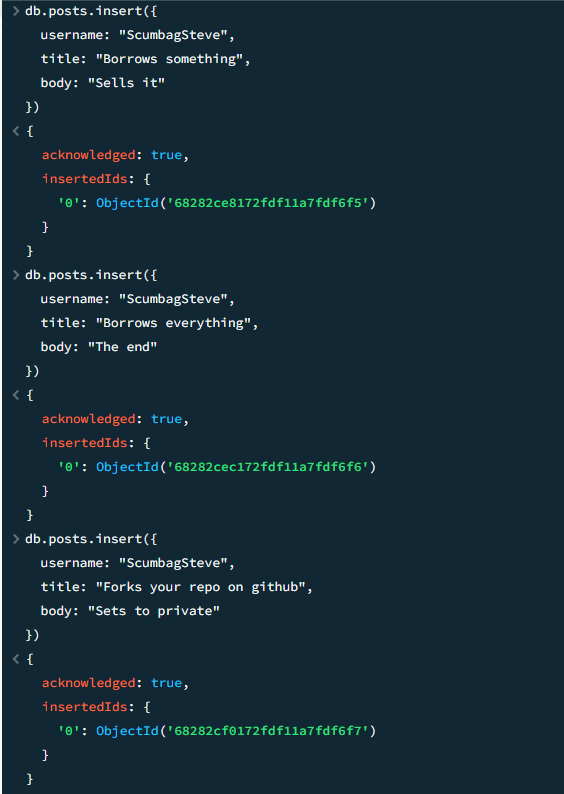 > db.posts.insert({
username: "ScumbagSteve",
title: "Borrows something",
body: "Sells it"
})
< {
acknowledged: true,
insertedIds: {
'0': ObjectId('68282ce8172fdf11a7fdf6f5')
}
}
> db.posts.insert({
username: "ScumbagSteve",
title: "Borrows everything",
body: "The end"
})
< {
acknowledged: true,
insertedIds: {
'0': ObjectId('68282cec172fdf11a7fdf6f6')
}
}
> db.posts.insert({
username: "ScumbagSteve",
title: "Forks your repo on github",
body: "Sets to private"
})
< {
acknowledged: true,
insertedIds: {
'0': ObjectId('68282cf0172fdf11a7fdf6f7')
}
}